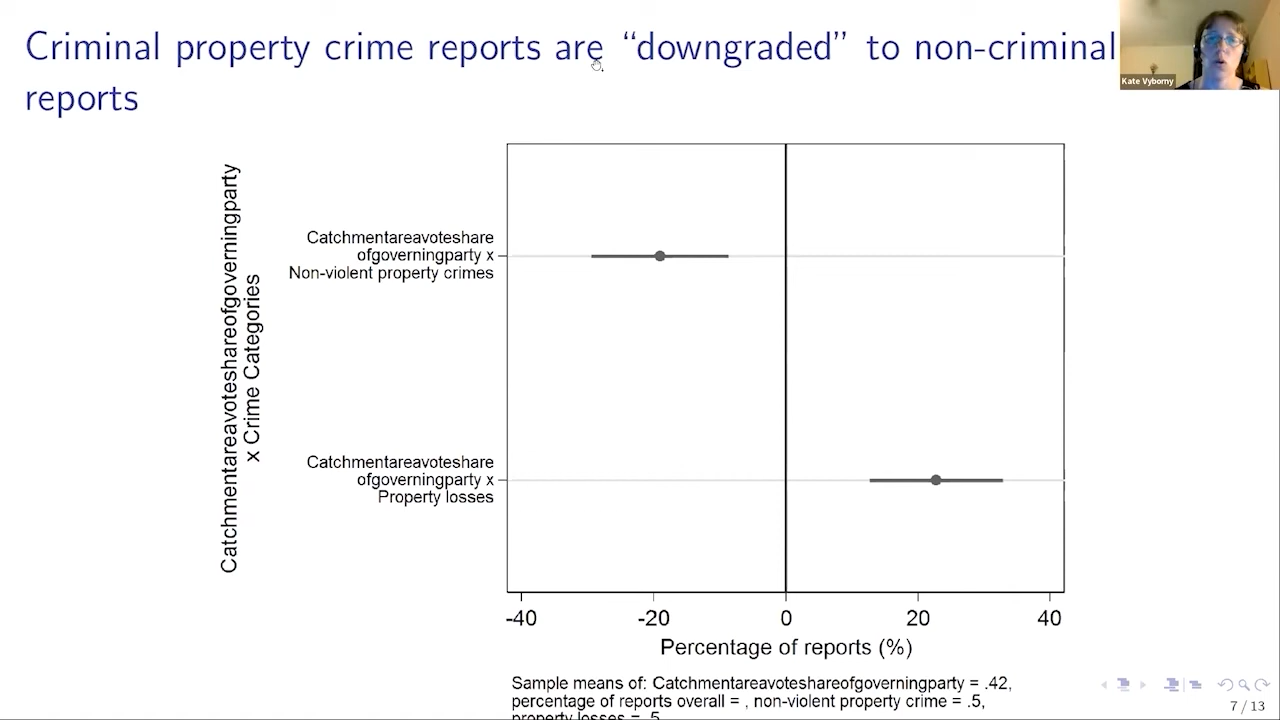 Criminal property crime reports are “downgraded” to non-criminal
reports
Kate Vyborny
Catchmentareavoteshareofgoverningparty
x Crime Categories
Catchmentareavoteshare
ofgoverningparty x
Non-violent property crimes
Catchmentareavoteshare
ofgoverningparty x
Property losses
-40 -20 0 20 40
Percentage of reports (%)
Sample means of: Catchmentareavoteshareofgoverningparty = .42,
percentage of reports overall = , non-violent property crime = .5,
property losses = .5
7 / 13